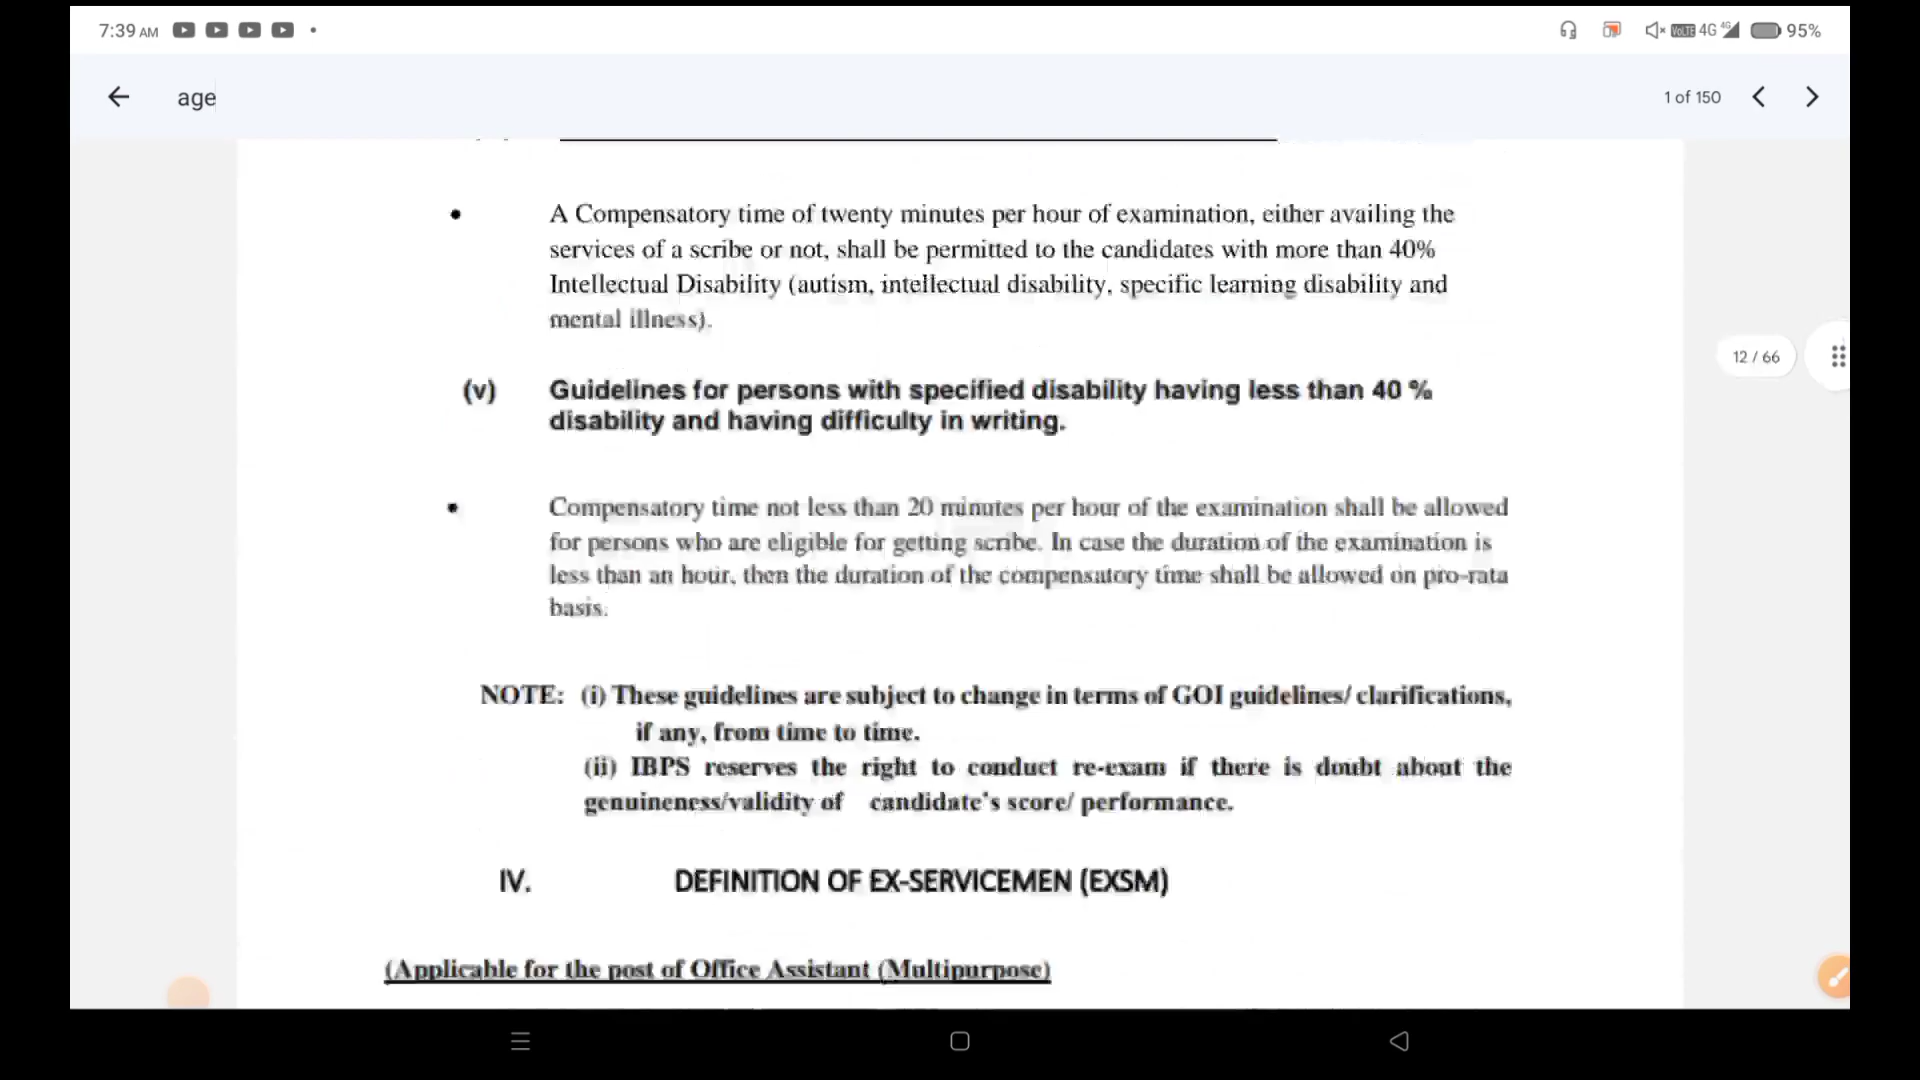 7:39 AM
VoLTE 4G 4G 95%
age
1 of 150
• A Compensatory time of twenty minutes per hour of examination, either availing the
services of a scribe or not, shall be permitted to the candidates with more than 40%
Intellectual Disability (autism, intellectual disability, specific learning disability and
mental illness).
12 / 66
(v) Guidelines for persons with specified disability having less than 40 %
disability and having difficulty in writing.
• Compensatory time not less than 20 minutes per hour of the examination shall be allowed
for persons who are eligible for getting scribe. In case the duration of the examination is
less than an hour, then the duration of the compensatory time shall be allowed on pro-rata
basis.
NOTE: (i) These guidelines are subject to change in terms of GOI guidelines/ clarifications,
if any, from time to time.
(ii) IBPS reserves the right to conduct re-exam if there is doubt about the
genuineness/validity of candidate's score/ performance.
IV. DEFINITION OF EX-SERVICEMEN (EXSM)
(Applicable for the post of Office Assistant (Multipurpose)